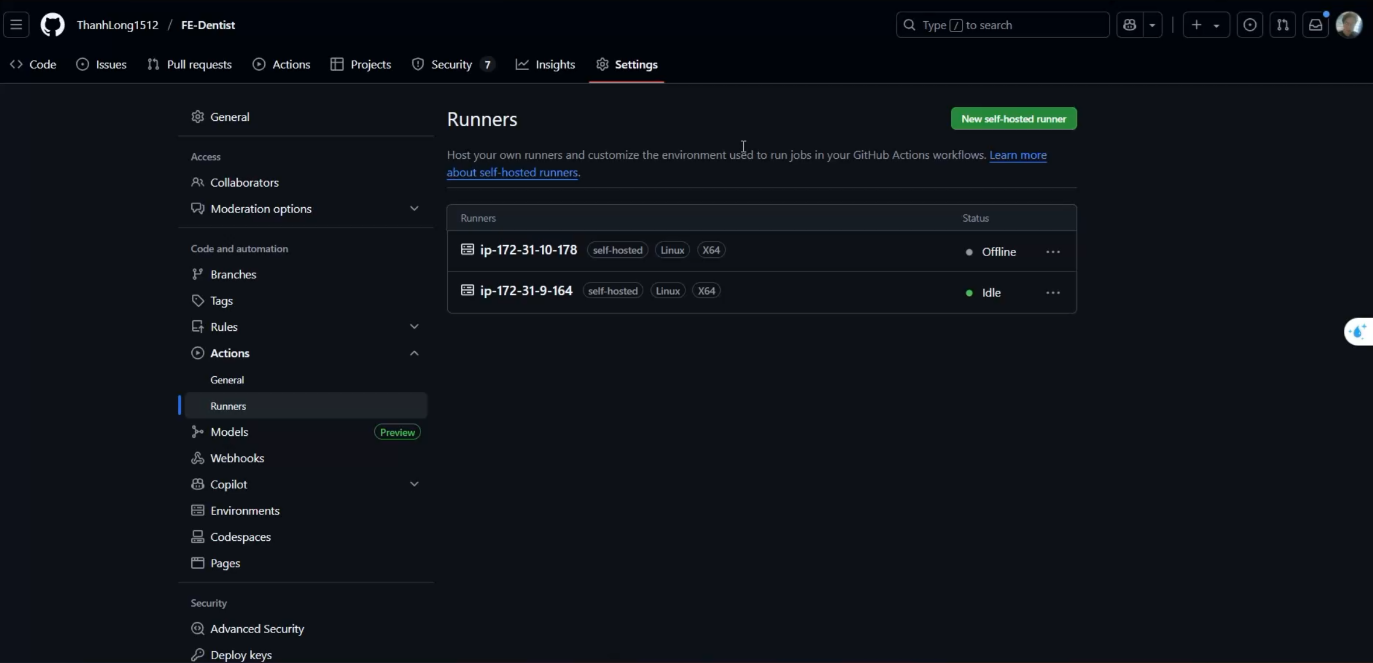 ThanhLong1512 / FE-Dentist
Type / to search
Code Issues Pull requests Actions Projects Security 7 Insights Settings
General
Access
Collaborators
Moderation options
Code and automation
Branches
Tags
Rules
Actions
General
Runners
Models Preview
Webhooks
Copilot
Environments
Codespaces
Pages
Security
Advanced Security
Deploy keys
Runners
New self-hosted runner
Host your own runners and customize the environment used to run jobs in your GitHub Actions workflows. Learn more
about self-hosted runners.
Runners Status
ip-172-31-10-178 self-hosted Linux X64 Offline
ip-172-31-9-164 self-hosted Linux X64 Idle